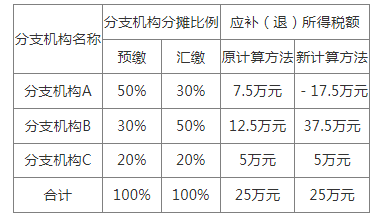 分支机构名称 分支机构分摊比例 应补（退）所得税额
预缴 汇缴 原计算方法 新计算方法
分支机构A 50% 30% 7.5万元 - 17.5万元
分支机构B 30% 50% 12.5万元 37.5万元
分支机构C 20% 20% 5万元 5万元
合计 100% 100% 25万元 25万元